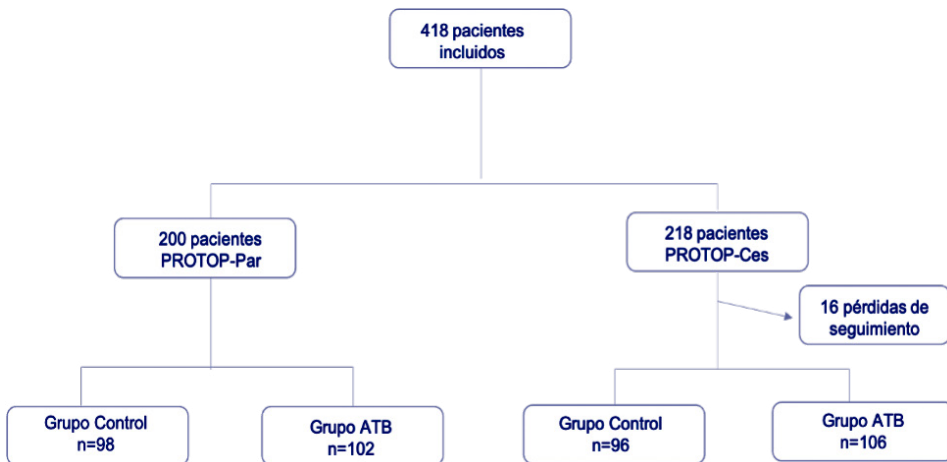 418 pacientes
incluidos
200 pacientes
PROTOP-Par
218 pacientes
PROTOP-Ces
16 pérdidas de
seguimiento
Grupo Control
n=98
Grupo ATB
n=102
Grupo Control
n=96
Grupo ATB
n=106